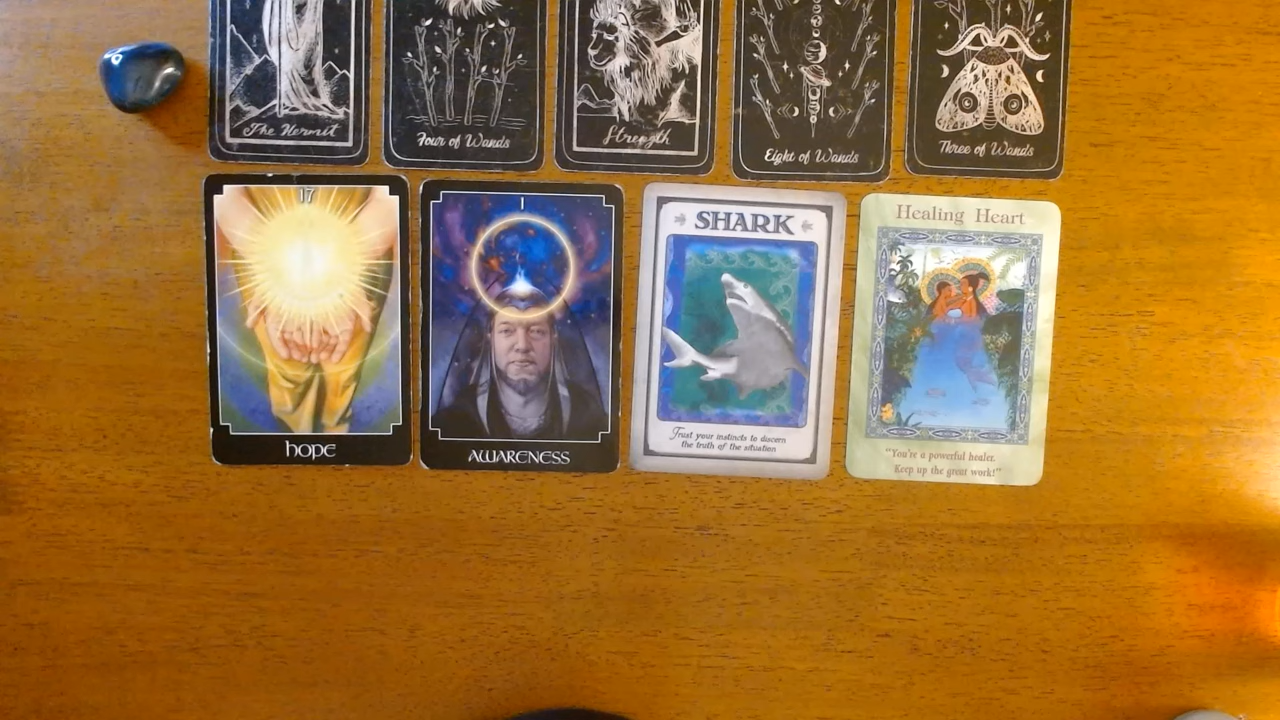 The Hermit
Four of Wands
Strength
Eight of Wands
Three of Wands
17
HOPE
I
AWARENESS
SHARK
Trust your instincts to discern
the truth of the situation
Healing Heart
"You're a powerful healer.
Keep up the great work!"